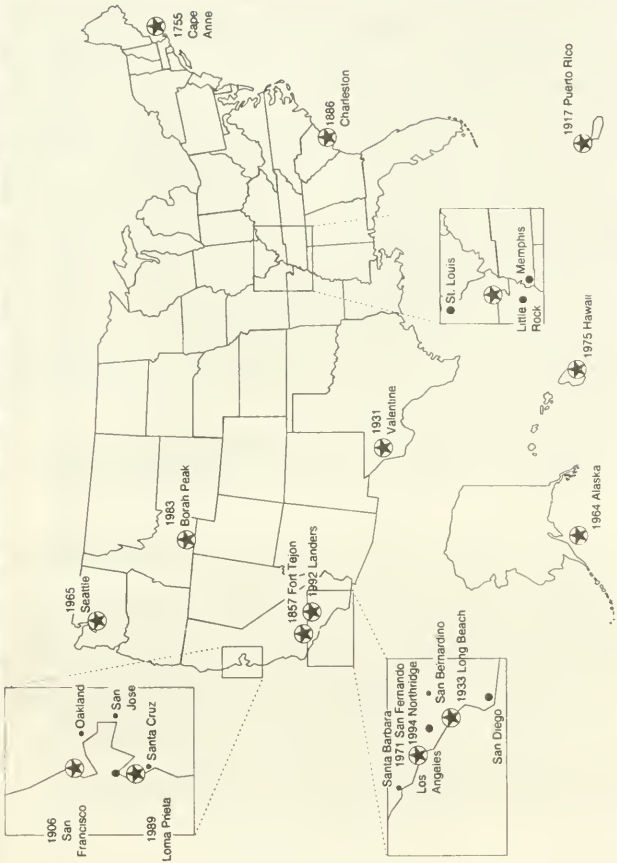 1906
San
Francisco
Oakland
San
Jose
Santa Cruz
1989
Loma Prieta
1965
Seattle
1983
Borah Peak
1857 Fort Tejon
1992 Landers
1931
Valentine
1755
Cape
Anne
1886
Charleston
Santa Barbara
1971 San Fernando
1994 Northridge
Los
Angeles
San Bernardino
1933 Long Beach
San Diego
St. Louis
Little
Rock
Memphis
1964 Alaska
1975 Hawaii
1917 Puerto Rico